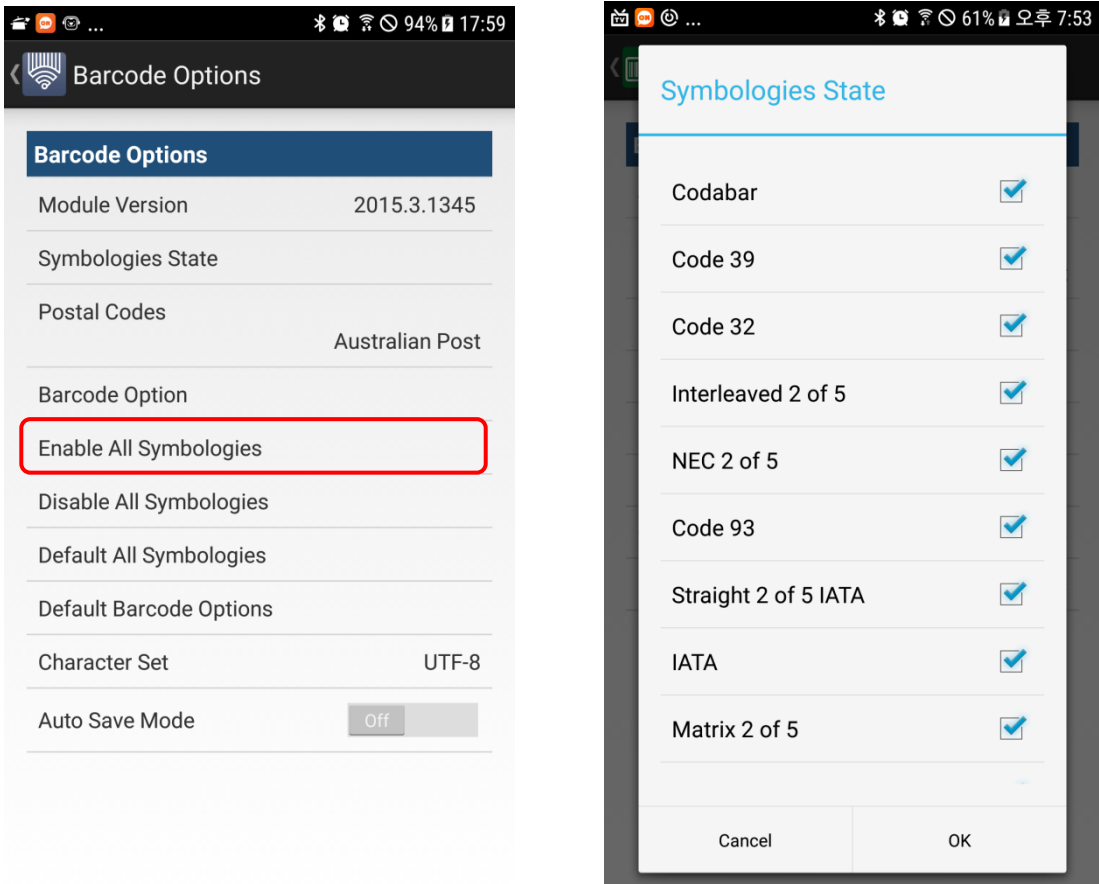 ... 94% 17:59
Barcode Options
Barcode Options
Module Version 2015.3.1345
Symbologies State
Postal Codes
Australian Post
Barcode Option
Enable All Symbologies
Disable All Symbologies
Default All Symbologies
Default Barcode Options
Character Set UTF-8
Auto Save Mode Off
... 61% 오후 7:53
Symbologies State
Codabar
Code 39
Code 32
Interleaved 2 of 5
NEC 2 of 5
Code 93
Straight 2 of 5 IATA
IATA
Matrix 2 of 5
Cancel OK